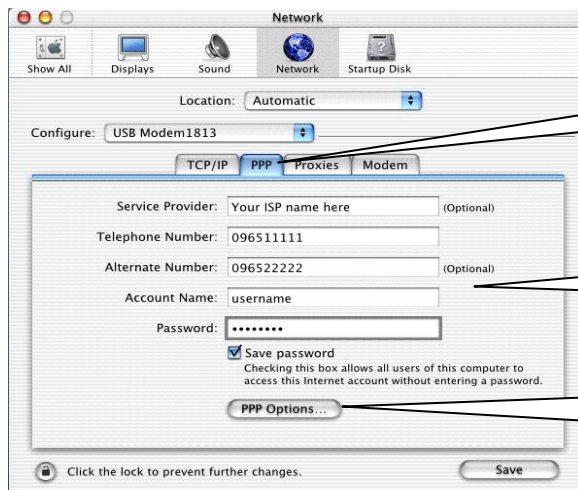 Network
Show All Displays Sound Network Startup Disk
Location: Automatic
Configure: USB Modem1813
TCP/IP PPP Proxies Modem
Service Provider: Your ISP name here (Optional)
Telephone Number: 096511111
Alternate Number: 096522222 (Optional)
Account Name: username
Password: ••••••••
Save password
Checking this box allows all users of this computer to
access this Internet account without entering a password.
PPP Options...
Click the lock to prevent further changes. Save